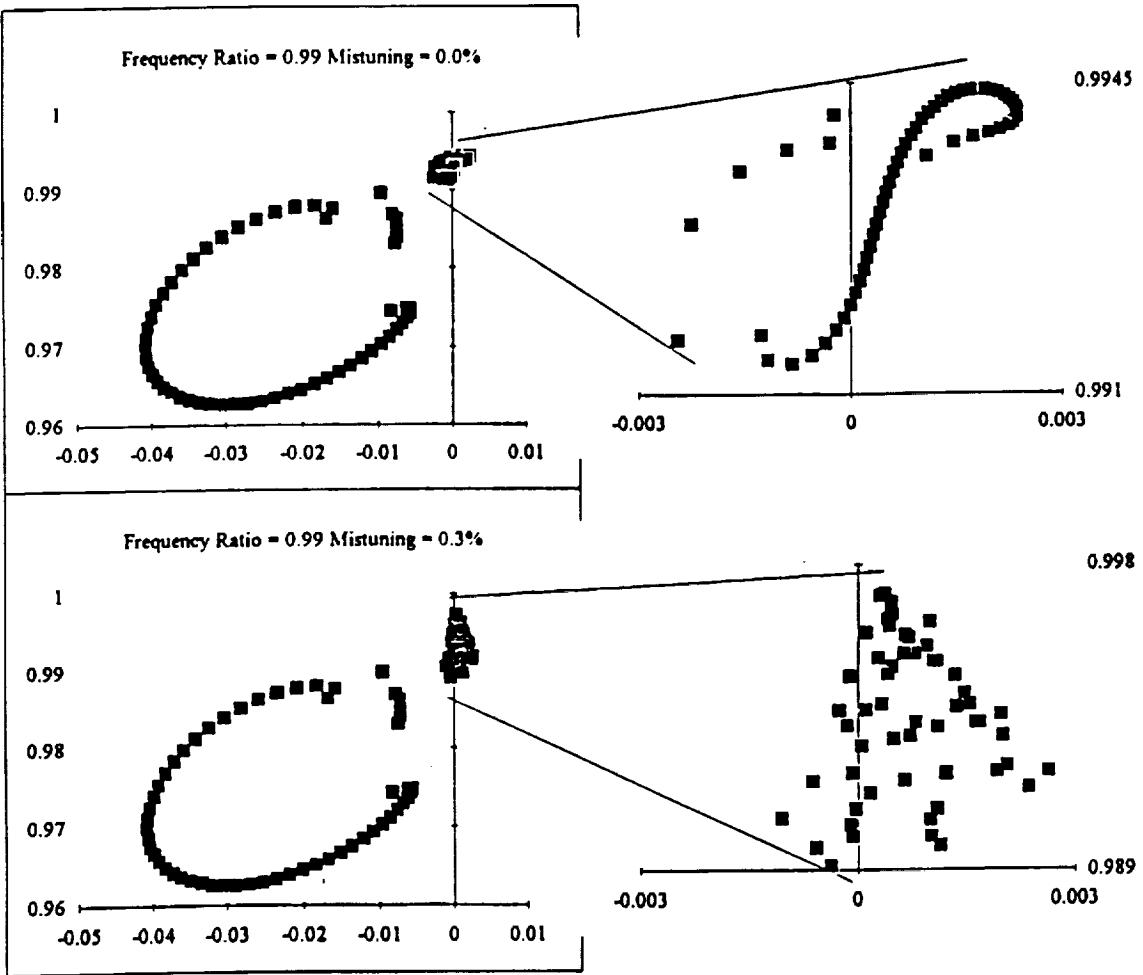 Frequency Ratio = 0.99 Mistuning = 0.0%
1
0.99
0.98
0.97
0.96
-0.05 -0.04 -0.03 -0.02 -0.01 0 0.01
0.9945
0.991
-0.003 0 0.003
Frequency Ratio = 0.99 Mistuning = 0.3%
1
0.99
0.98
0.97
0.96
-0.05 -0.04 -0.03 -0.02 -0.01 0 0.01
0.998
0.989
-0.003 0 0.003